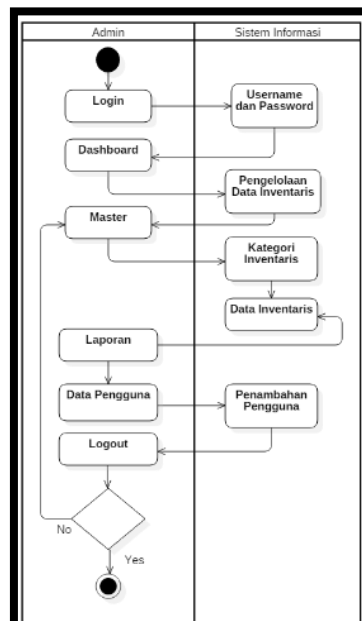 Admin
Sistem Informasi
Login
Username
dan Password
Dashboard
Pengelolaan
Data Inventaris
Master
Kategori
Inventaris
Data Inventaris
Laporan
Data Pengguna
Penambahan
Pengguna
Logout
No
Yes